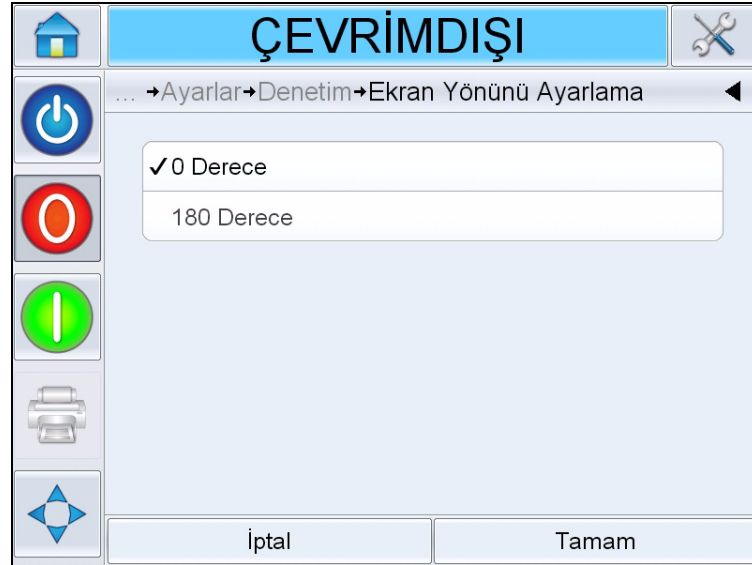 ÇEVRİMDIŞI
... →Ayarlar→Denetim→Ekran Yönünü Ayarlama
✓0 Derece
180 Derece
İptal
Tamam